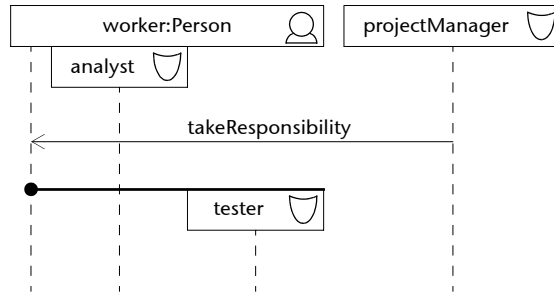 worker:Person
projectManager
analyst
takeResponsibility
tester